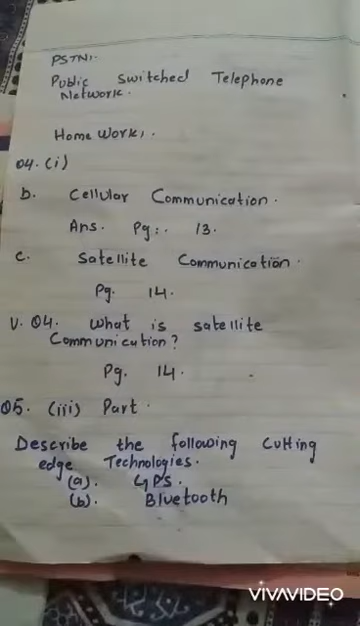 PSTN:.
Public Switched Telephone
Network.
Home Work:.
Q4. (i)
b. Cellular Communication.
Ans. Pg:. 13.
c. Satellite Communication.
Pg. 14.
V. Q4. What is satellite
Communication?
Pg. 14.
Q5. (iii) Part.
Describe the following Cutting
edge Technologies.
(a). GPS.
(b). Bluetooth
VIVAVIDEO